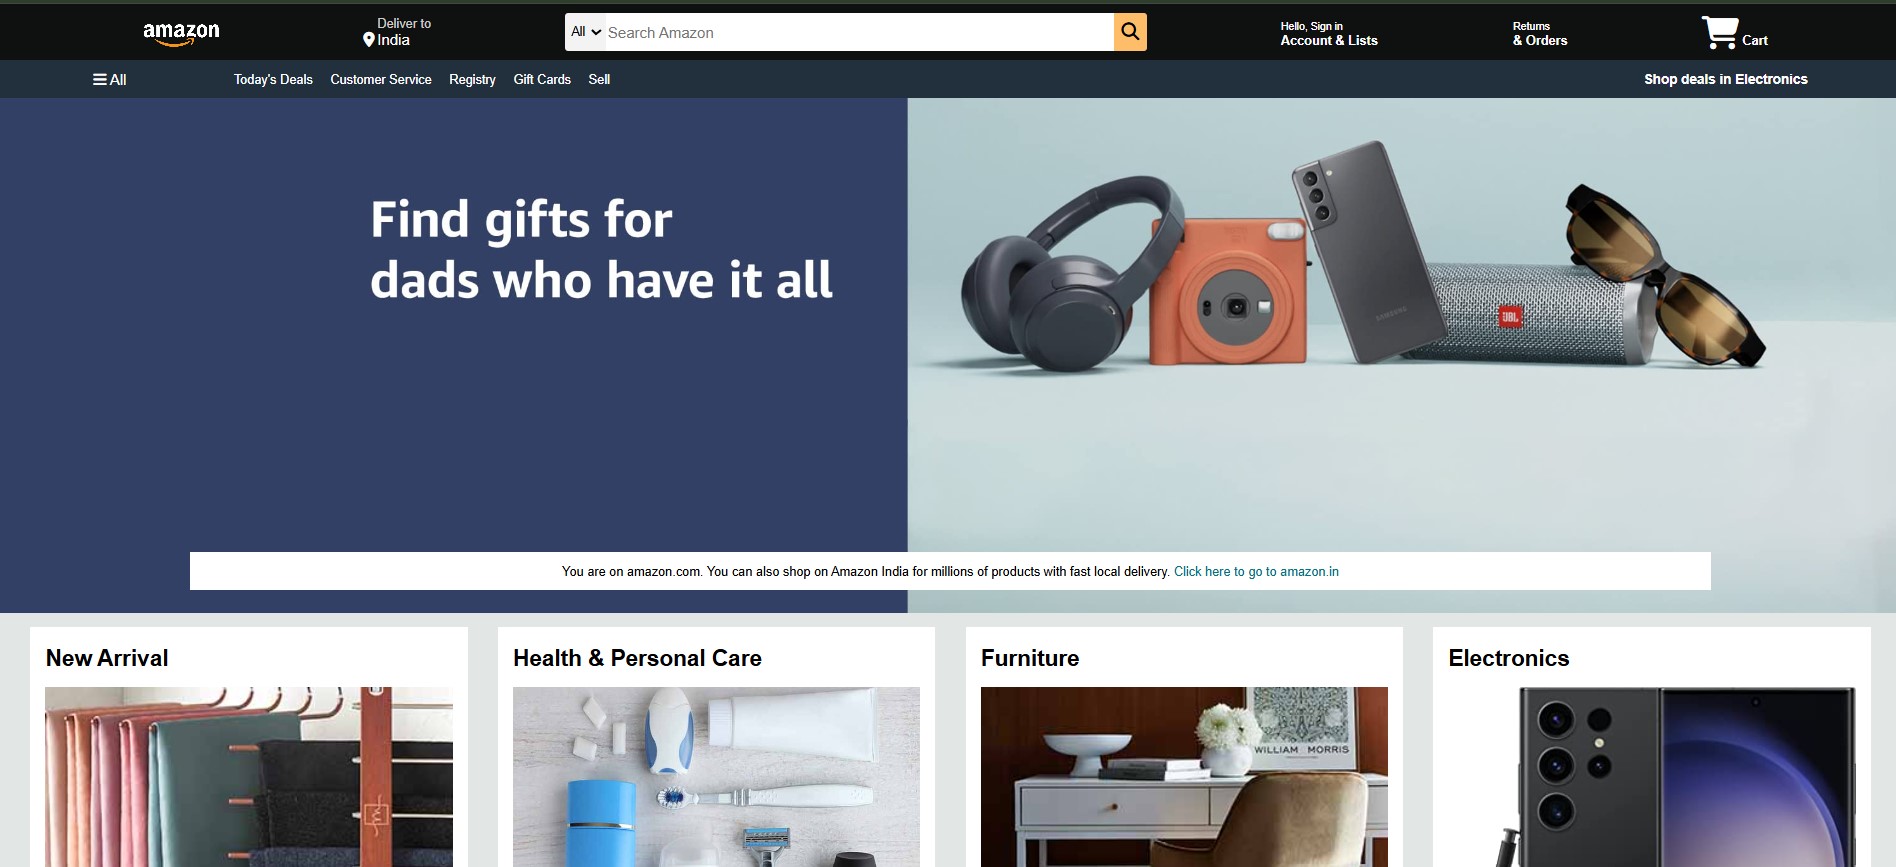 amazon
Deliver to
India
All
Search Amazon
Hello, Sign in
Account & Lists
Returns
& Orders
Cart
All
Today's Deals
Customer Service
Registry
Gift Cards
Sell
Shop deals in Electronics
Find gifts for
dads who have it all
SAMSUNG
JBL
You are on amazon.com. You can also shop on Amazon India for millions of products with fast local delivery. Click here to go to amazon.in
New Arrival
Health & Personal Care
Furniture
Electronics
WILLIAM MORRIS